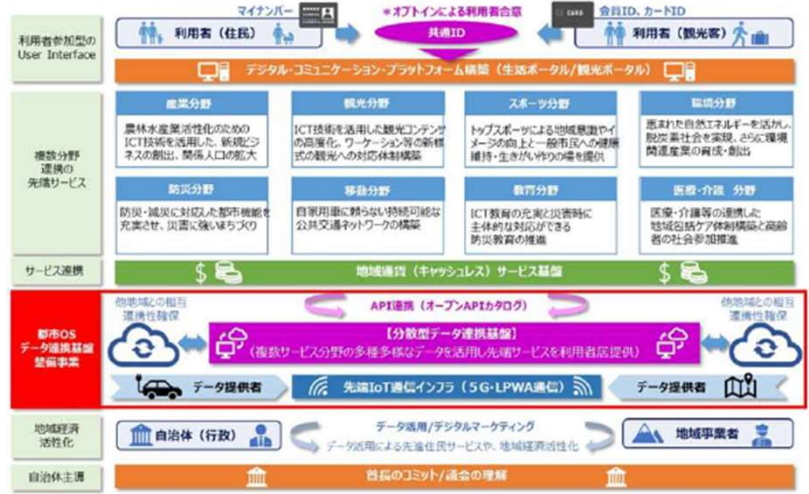 マイナンバー
*オプトインによる利用者合意
会員ID、カードID
利用者参加型の
User Interface
利用者（住民）
共通ID
CARD
利用者（観光客）
デジタル・コミュニケーション・プラットフォーム構築（生活ポータル/観光ポータル）
複数分野
連携の
先端サービス
産業分野
農林水産業活性化のための
ICT技術を活用した、新規ビジ
ネスの創出、関係人口の拡大
観光分野
ICT技術を活用した観光コンテンツ
の高度化、ワーケーション等の新様
式の観光への対応体制構築
スポーツ分野
トップスポーツによる地域意識やイ
メージの向上と一般市民への健康
維持・生きがい作りの場を提供
環境分野
恵まれた自然エネルギーを活かし、
脱炭素社会を実現、さらに環境
関連産業の育成・創出
防災分野
防災・減災に対応した都市機能を
充実させ、災害に強いまちづくり
移動分野
自家用車に頼らない持続可能な
公共交通ネットワークの構築
教育分野
ICT教育の充実と災害時に
主体的な対応ができる
防災教育の推進
医療・介護 分野
医療・介護等の連携した
地域包括ケア体制構築と高齢
者の社会参加推進
サービス連携
地域通貨（キャッシュレス）サービス基盤
都市OS
データ連携基盤
整備事業
他地域との相互
連携性確保
API連携（オープンAPIカタログ）
他地域との相互
連携性確保
【分散型データ連携基盤】
（複数サービス分野の多種多様なデータを活用し先端サービスを利用者に提供）
データ提供者
先端IoT通信インフラ（5G・LPWA通信）
データ提供者
地域経済
活性化
自治体（行政）
データ活用/デジタルマーケティング
データ活用による先進住民サービスや、地域経済活性化
地域事業者
自治体主導
首長のコミット/議会の理解